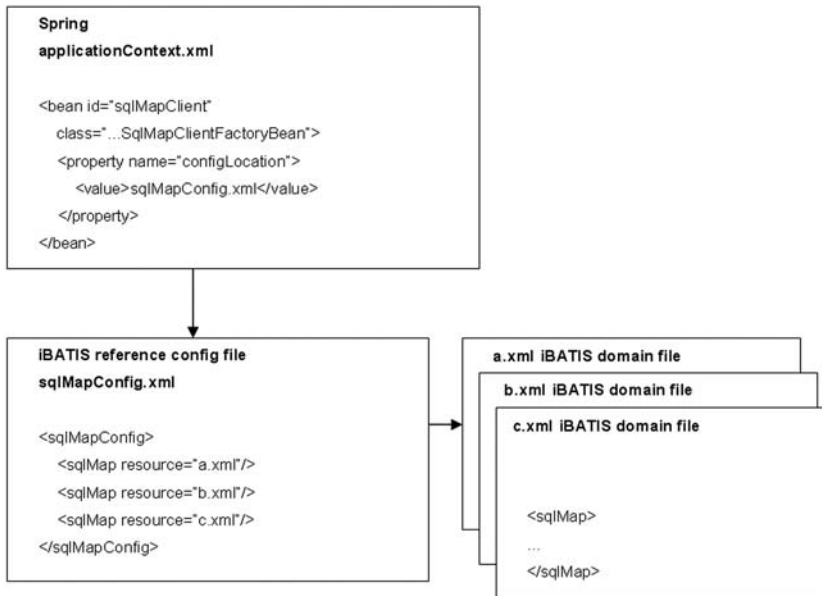 Spring
applicationContext.xml
<bean id="sqlMapClient"
class="...SqlMapClientFactoryBean">
<property name="configLocation">
<value>sqlMapConfig.xml</value>
</property>
</bean>
iBATIS reference config file
sqlMapConfig.xml
<sqlMapConfig>
<sqlMap resource="a.xml"/>
<sqlMap resource="b.xml"/>
<sqlMap resource="c.xml"/>
</sqlMapConfig>
a.xml iBATIS domain file
b.xml iBATIS domain file
c.xml iBATIS domain file
<sqlMap>
...
</sqlMap>